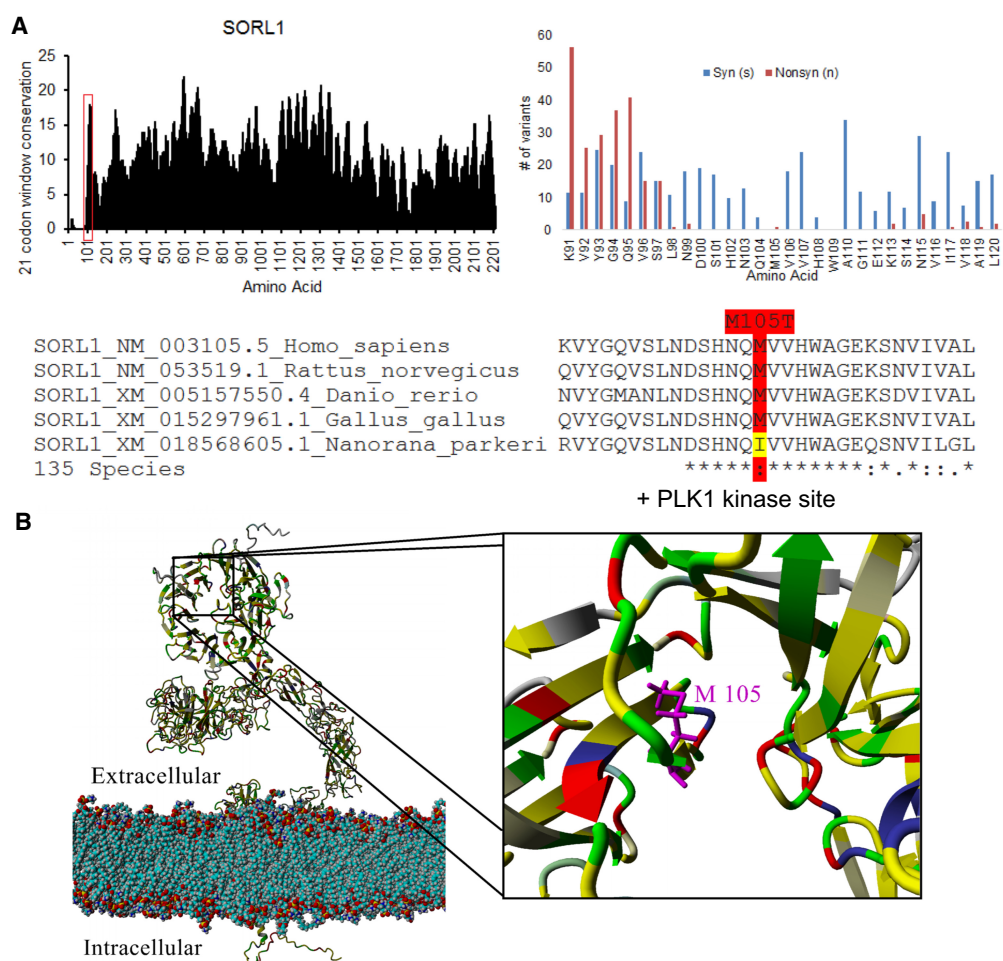 A
SORL1
21 codon window conservation
25
20
15
10
5
0
1
101
201
301
401
501
601
701
801
901
1001
1101
1201
1301
1401
1501
1601
1701
1801
1901
2001
2101
2201
Amino Acid
# of variants
60
50
40
30
20
10
0
Syn (s)
Nonsyn (n)
K91
V92
Y93
G94
Q95
V96
S97
L98
N99
D100
S101
H102
N103
Q104
M105
V106
V107
H108
W109
A110
G111
E112
K113
S114
N115
V116
I117
V118
A119
L120
Amino Acid
M105T
SORL1_NM_003105.5_Homo_sapiens KVYGQVSLNDSHNQMVVHWAGEKSNVIVAL
SORL1_NM_053519.1_Rattus_norvegicus QVYGQVSLNDSHNQMVVHWAGEKSNVIVAL
SORL1_XM_005157550.4_Danio_rerio NVYGMANLNDSHNQMVVHWAGEKSDVIVAL
SORL1_XM_015297961.1_Gallus_gallus QVYGQVSLNDSHNQMVVHWAGEKSNVIVAL
SORL1_XM_018568605.1_Nanorana_parkeri RVYGQVSLNDSHNQIVVHWAGEQSNVILGL
135 Species *****:*******:*.*::.*
+ PLK1 kinase site
B
M 105
Extracellular
Intracellular